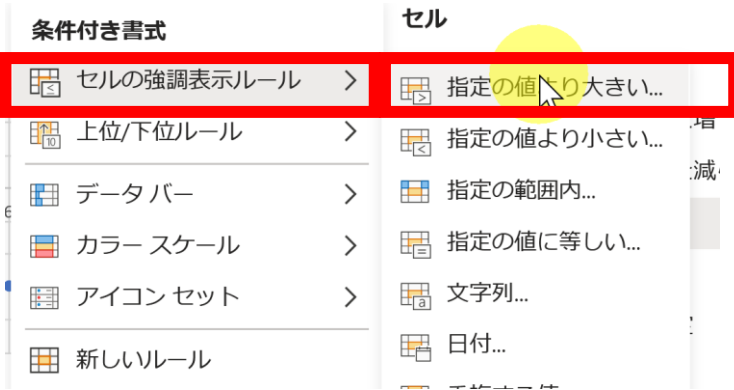 条件付き書式
セルの強調表示ルール
上位/下位ルール
データ バー
カラー スケール
アイコン セット
新しいルール
セル
指定の値より大きい...
指定の値より小さい...
指定の範囲内...
指定の値に等しい...
文字列...
日付...